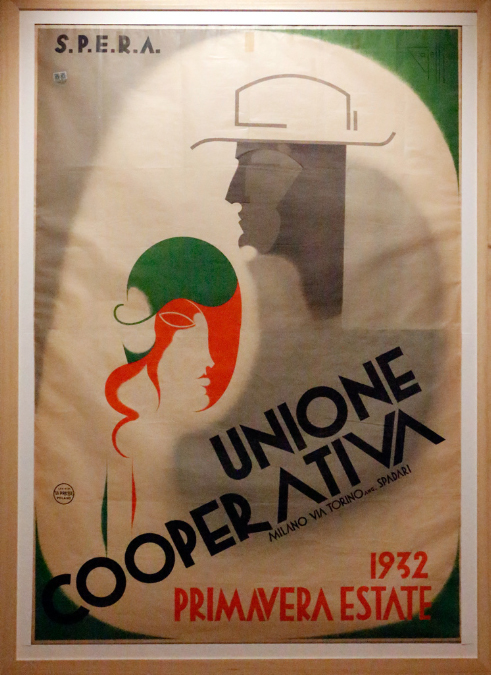 S.P.E.R.A.
UNIONE
COOPERATIVA
MILANO VIA TORINO ANG. SPADARI
1932
PRIMAVERA ESTATE